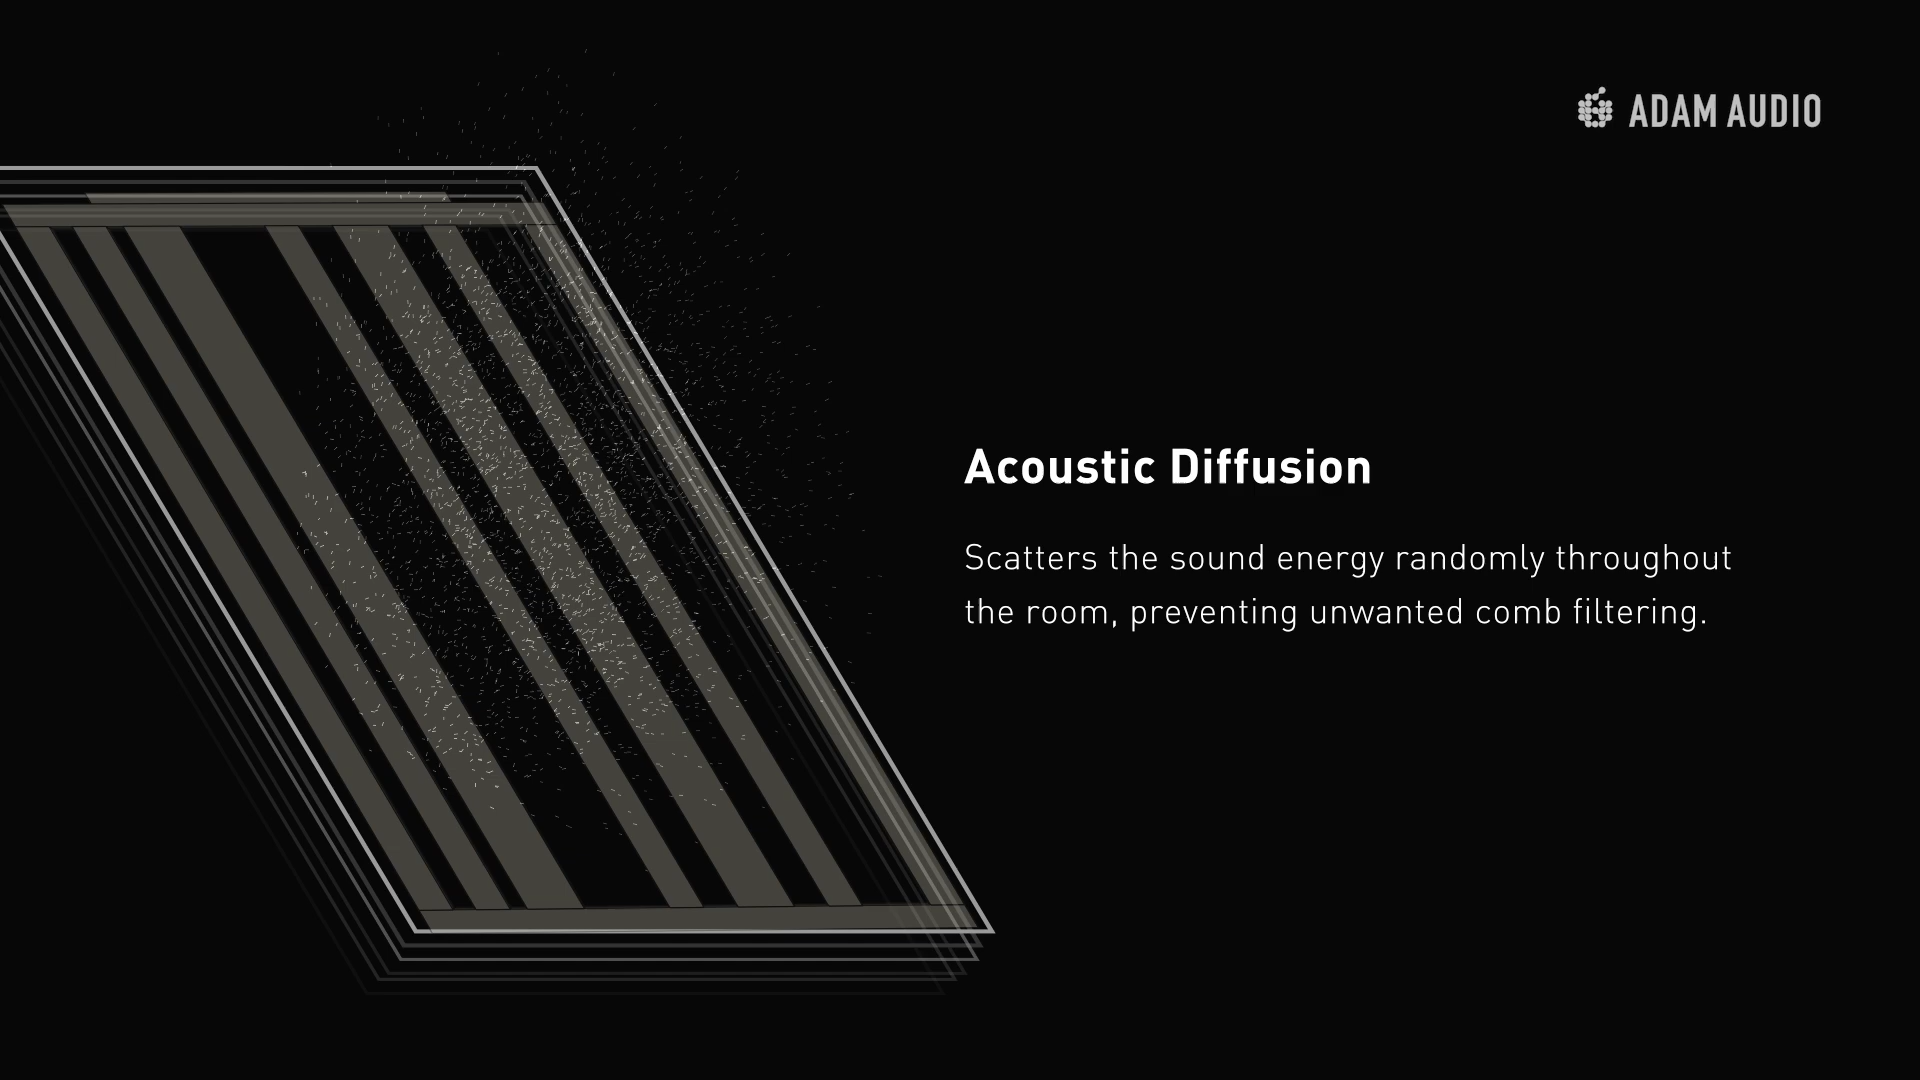 ADAM AUDIO
Acoustic Diffusion
Scatters the sound energy randomly throughout
the room, preventing unwanted comb filtering.